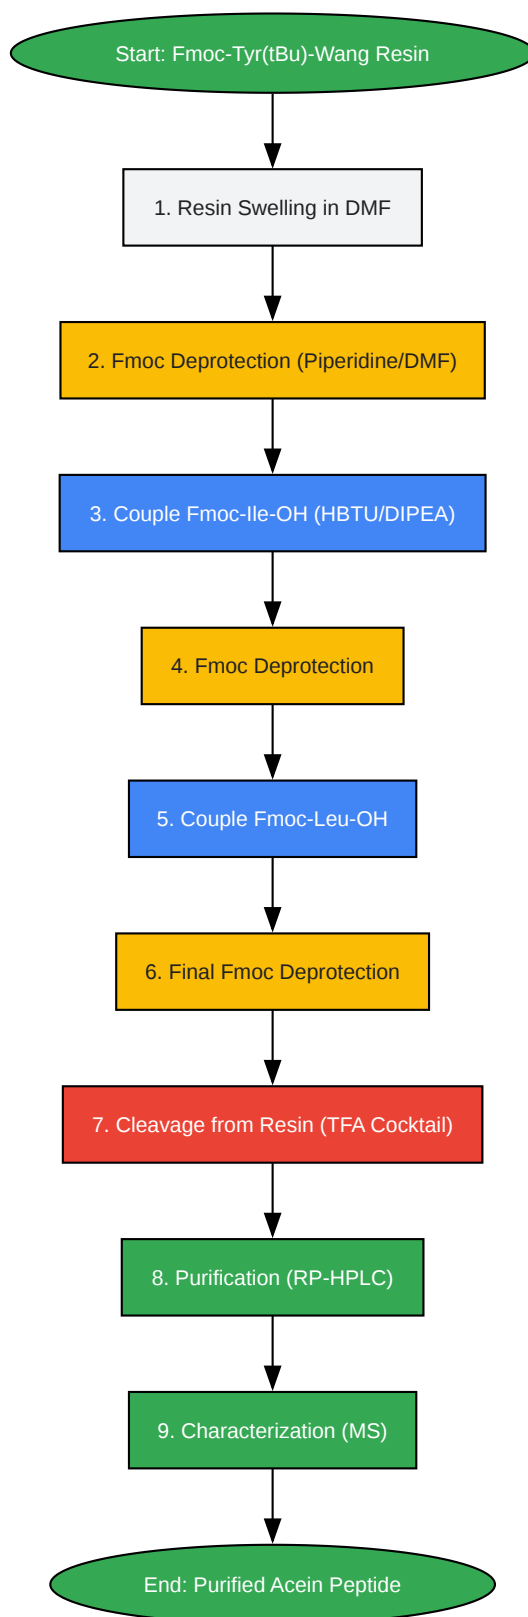 Start: Fmoc-Tyr(tBu)-Wang Resin
1. Resin Swelling in DMF
2. Fmoc Deprotection (Piperidine/DMF)
3. Couple Fmoc-Ile-OH (HBTU/DIPEA)
4. Fmoc Deprotection
5. Couple Fmoc-Leu-OH
6. Final Fmoc Deprotection
7. Cleavage from Resin (TFA Cocktail)
8. Purification (RP-HPLC)
9. Characterization (MS)
End: Purified Acein Peptide